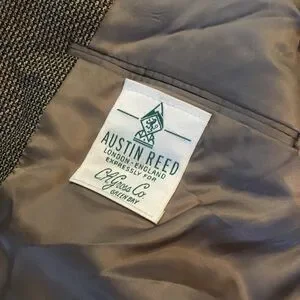 AUSTIN REED
LONDON-ENGLAND
EXPRESSLY FOR
C.A. Gross Co.
GREEN BAY